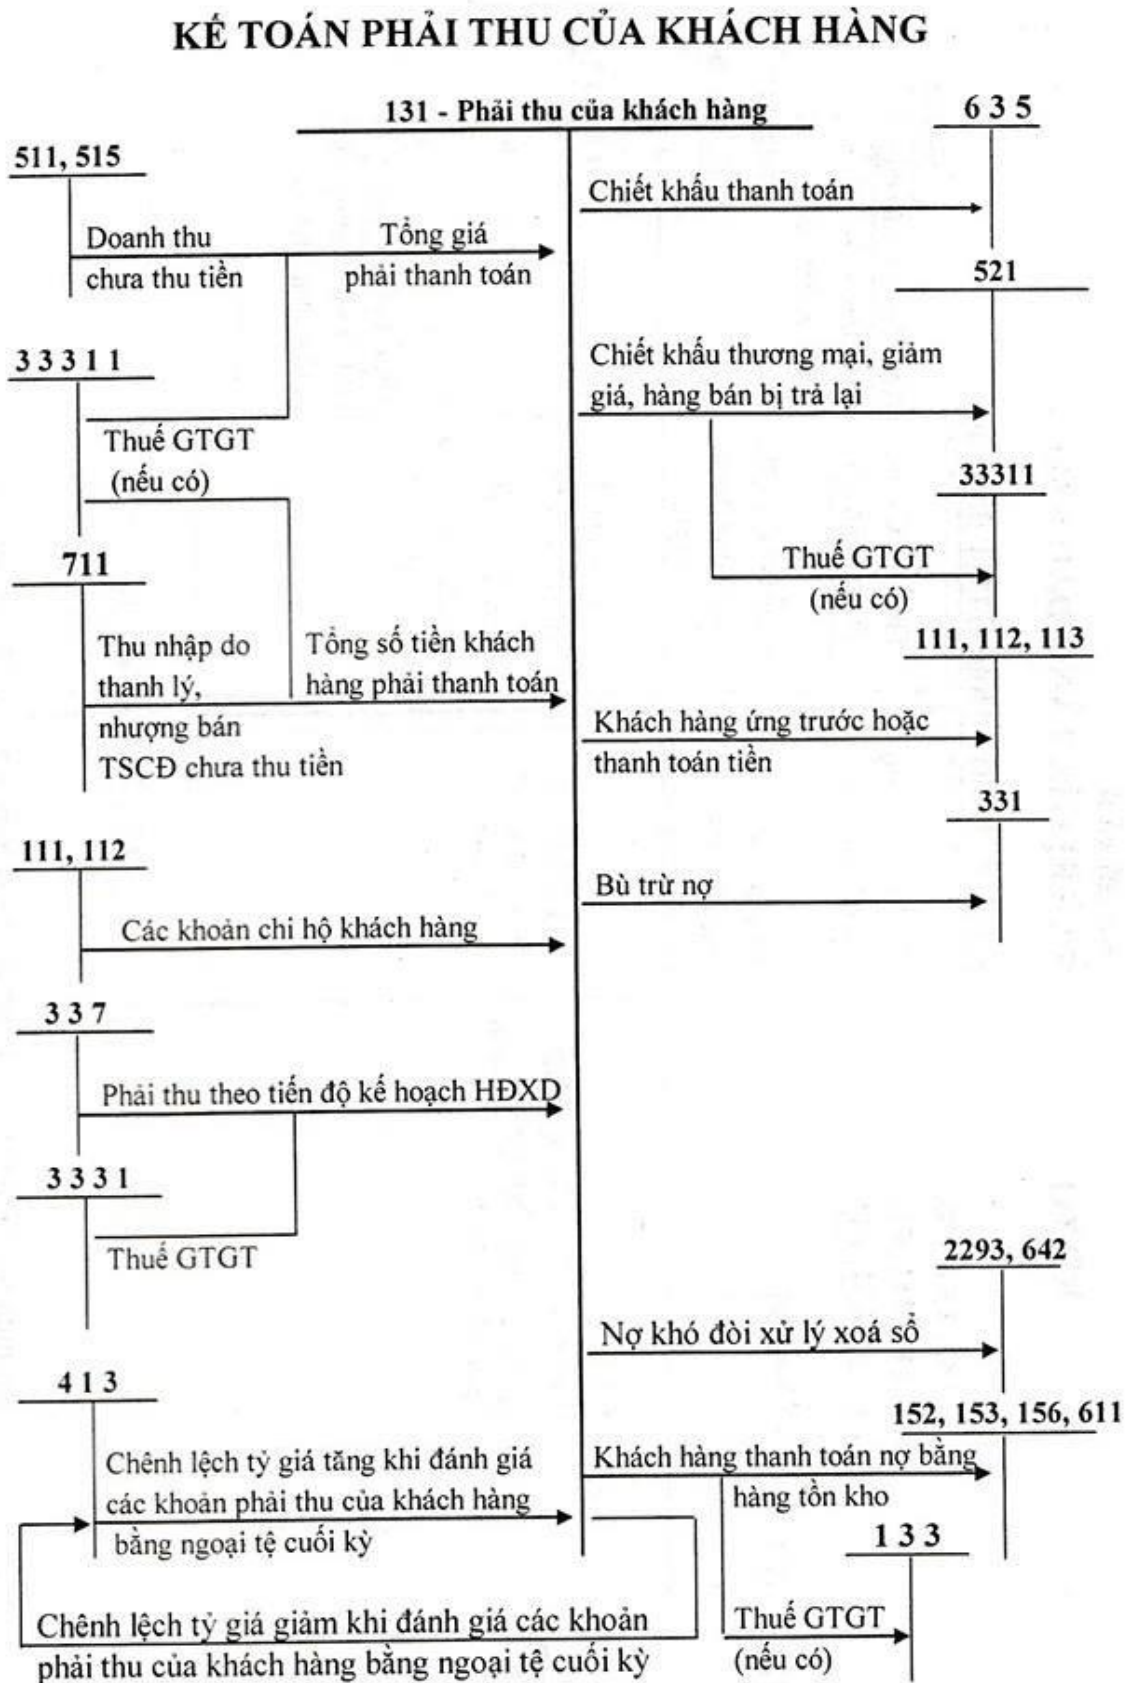 KẾ TOÁN PHẢI THU CỦA KHÁCH HÀNG
131 - Phải thu của khách hàng
6 3 5
511, 515
Chiết khấu thanh toán
Doanh thu
chưa thu tiền
Tổng giá
phải thanh toán
521
3 3 3 1 1
Chiết khấu thương mại, giảm
giá, hàng bán bị trả lại
Thuế GTGT
(nếu có)
33311
711
Thuế GTGT
(nếu có)
Thu nhập do
thanh lý,
nhượng bán
TSCĐ chưa thu tiền
Tổng số tiền khách
hàng phải thanh toán
111, 112, 113
Khách hàng ứng trước hoặc
thanh toán tiền
331
111, 112
Bù trừ nợ
Các khoản chi hộ khách hàng
3 3 7
Phải thu theo tiến độ kế hoạch HĐXD
3 3 3 1
Thuế GTGT
2293, 642
Nợ khó đòi xử lý xoá sổ
4 1 3
152, 153, 156, 611
Chênh lệch tỷ giá tăng khi đánh giá
các khoản phải thu của khách hàng
bằng ngoại tệ cuối kỳ
Khách hàng thanh toán nợ bằng
hàng tồn kho
1 3 3
Chênh lệch tỷ giá giảm khi đánh giá các khoản
phải thu của khách hàng bằng ngoại tệ cuối kỳ
Thuế GTGT
(nếu có)